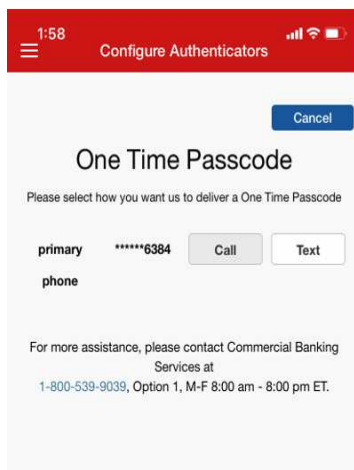 1:58
Configure Authenticators
Cancel
One Time Passcode
Please select how you want us to deliver a One Time Passcode
primary ******6384 Call Text
phone
For more assistance, please contact Commercial Banking
Services at
1-800-539-9039, Option 1, M-F 8:00 am - 8:00 pm ET.